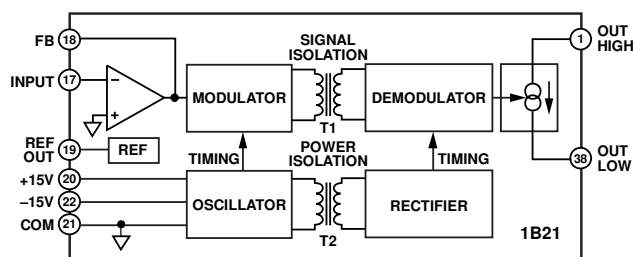 FB 18
SIGNAL
ISOLATION
1 OUT
HIGH
INPUT 17
−
+
MODULATOR
T1
DEMODULATOR
REF
OUT 19
REF
TIMING
POWER
ISOLATION
TIMING
38 OUT
LOW
+15V 20
−15V 22
COM 21
OSCILLATOR
T2
RECTIFIER
1B21